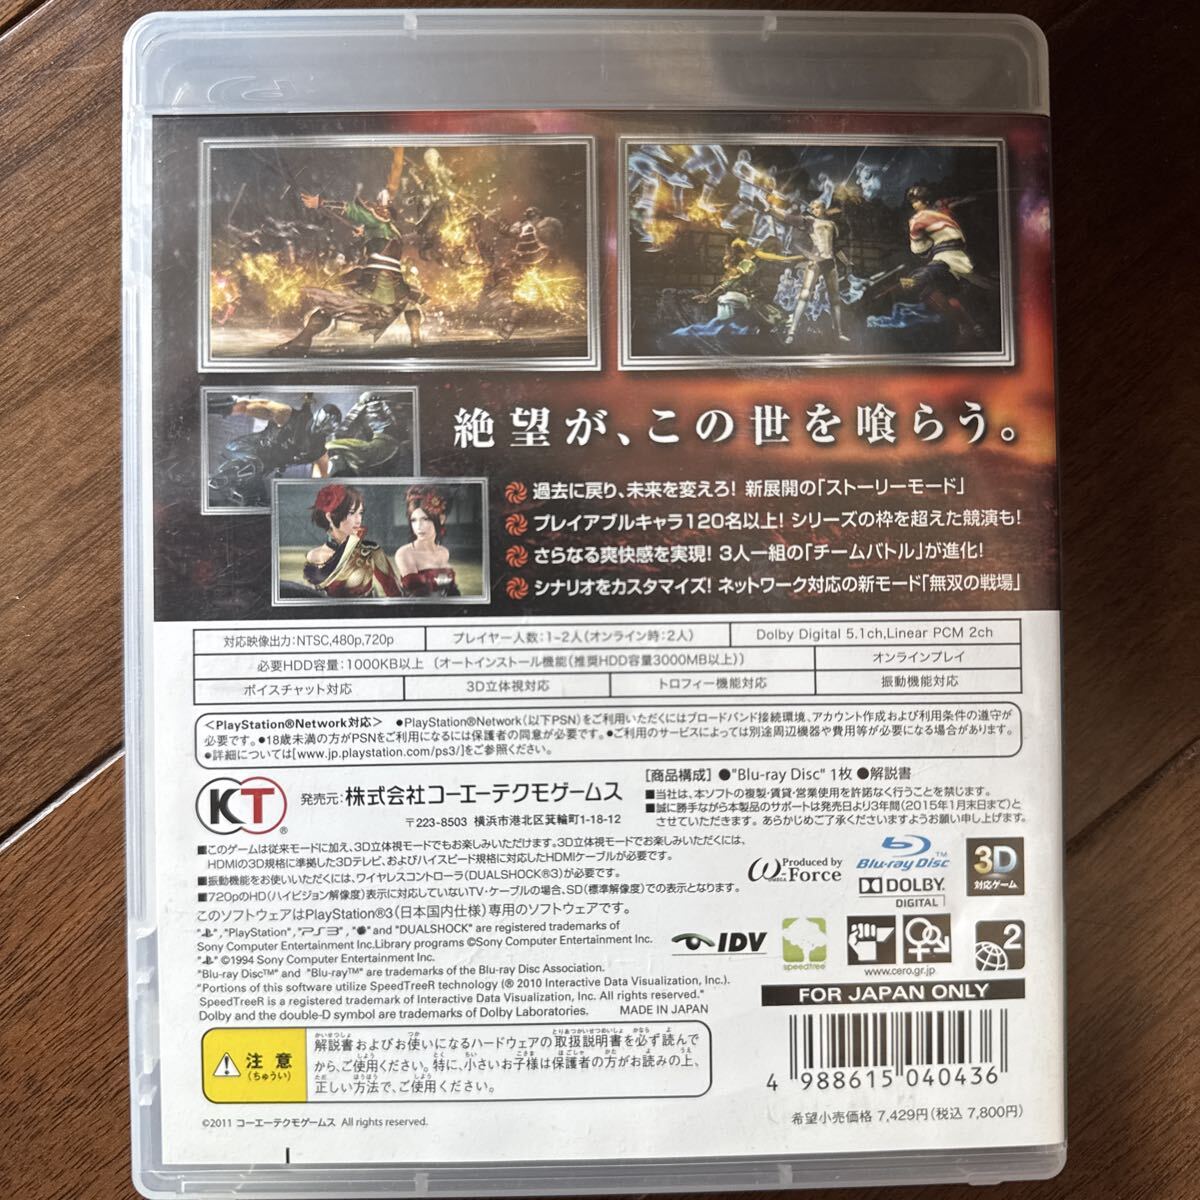 絶望が、この世を喰らう。
過去に戻り、未来を変えろ! 新展開の「ストーリーモード」
プレイアブルキャラ120名以上! シリーズの枠を超えた競演も!
さらなる爽快感を実現! 3人一組の「チームバトル」が進化!
シナリオをカスタマイズ! ネットワーク対応の新モード「無双の戦場」
対応映像出力:NTSC,480p,720p
プレイヤー人数:1~2人(オンライン時:2人)
Dolby Digital 5.1ch,Linear PCM 2ch
必要HDD容量:1000KB以上 (オートインストール機能(推奨HDD容量3000MB以上))
オンラインプレイ
ボイスチャット対応
3D立体視対応
トロフィー機能対応
振動機能対応
<PlayStation®Network対応> ●PlayStation®Network(以下PSN)をご利用いただくにはブロードバンド接続環境、アカウント作成および利用条件の遵守が
必要です。●18歳未満の方がPSNご利用になるには保護者の同意が必要です。●ご利用のサービスによっては別途周辺機器や費用等が必要になる場合があります。
●詳細については[www.jp.playstation.com/ps3/]をご参照ください。
KT®
発売元:株式会社コーエーテクモゲームス
〒223-8503 横浜市港北区箕輪町1-18-12
[商品構成] ●"Blu-ray Disc" 1枚 ●解説書
■当社は、本ソフトの複製・賃貸・営業使用を許諾なく行うことを禁じます。
■誠に勝手ながら本製品のサポートは発売日より3年間(2015年1月末日まで)と
させていただきます。あらかじめご了承くださいますようお願い申し上げます。
■このゲームは従来モードに加え、3D立体視モードでもお楽しみいただけます。3D立体視モードでお楽しみいただくには、
HDMIの3D規格に準拠した3Dテレビ、およびハイスピード規格に対応したHDMIケーブルが必要です。
■振動機能をお使いいただくには、ワイヤレスコントローラ(DUALSHOCK®3)が必要です。
■720pのHD(ハイビジョン解像度)表示に対応していないTV・ケーブルの場合、SD(標準解像度)での表示となります。
このソフトウェアはPlayStation®3(日本国内仕様)専用のソフトウェアです。
", "PlayStation", "PS3", " " and "DUALSHOCK" are registered trademarks of
Sony Computer Entertainment Inc.Library programs ©Sony Computer Entertainment Inc.
" " ©1994 Sony Computer Entertainment Inc.
"Blu-ray Disc™" and "Blu-ray™" are trademarks of the Blu-ray Disc Association.
"Portions of this software utilize SpeedTreeR technology (® 2010 Interactive Data Visualization, Inc.).
SpeedTreeR is a registered trademark of Interactive Data Visualization, Inc. All rights reserved."
Dolby and the double-D symbol are trademarks of Dolby Laboratories.
MADE IN JAPAN
Produced by
ω-Force
OMEGA
Blu-ray Disc™
DOLBY
DIGITAL
3D
対応ゲーム
IDV
speedtree
www.cero.gr.jp
2
FOR JAPAN ONLY
4 988615 040436
希望小売価格 7,429円(税込 7,800円)
注意
(ちゅうい)
解説書およびお使いになるハードウェアの取扱説明書を必ず読んで
から、ご使用ください。特に、小さいお子様は保護者の方がお読みの上、
正しい方法で、ご使用ください。
©2011 コーエーテクモゲームス All rights reserved.